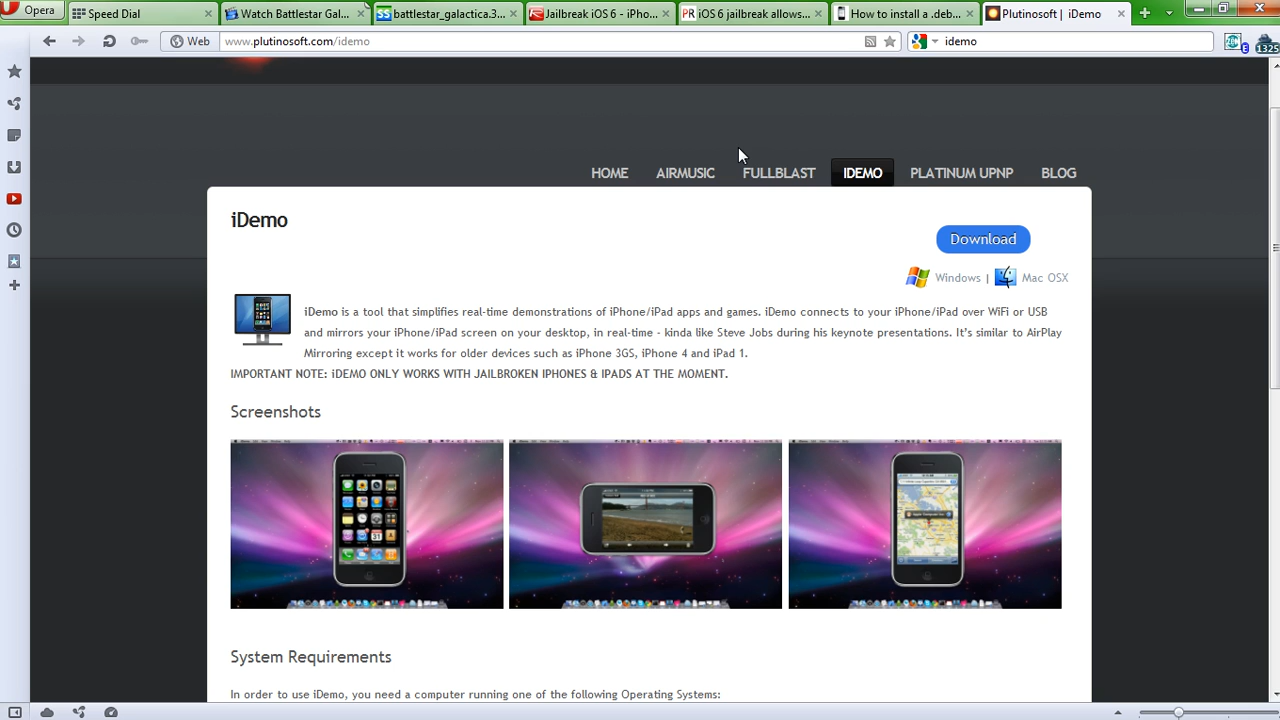 Opera
Speed Dial
Watch Battlestar Gal...
battlestar_galactica.3...
Jailbreak iOS 6 - iPho...
iOS 6 jailbreak allows...
How to install a .deb...
Plutinosoft | iDemo
Web
www.plutinosoft.com/idemo
idemo
1325
HOME
AIRMUSIC
FULLBLAST
IDEMO
PLATINUM UPNP
BLOG
iDemo
Download
Windows | Mac OSX
iDemo is a tool that simplifies real-time demonstrations of iPhone/iPad apps and games. iDemo connects to your iPhone/iPad over WiFi or USB
and mirrors your iPhone/iPad screen on your desktop, in real-time - kinda like Steve Jobs during his keynote presentations. It's similar to AirPlay
Mirroring except it works for older devices such as iPhone 3GS, iPhone 4 and iPad 1.
IMPORTANT NOTE: iDEMO ONLY WORKS WITH JAILBROKEN IPHONES & IPADS AT THE MOMENT.
Screenshots
System Requirements
In order to use iDemo, you need a computer running one of the following Operating Systems: